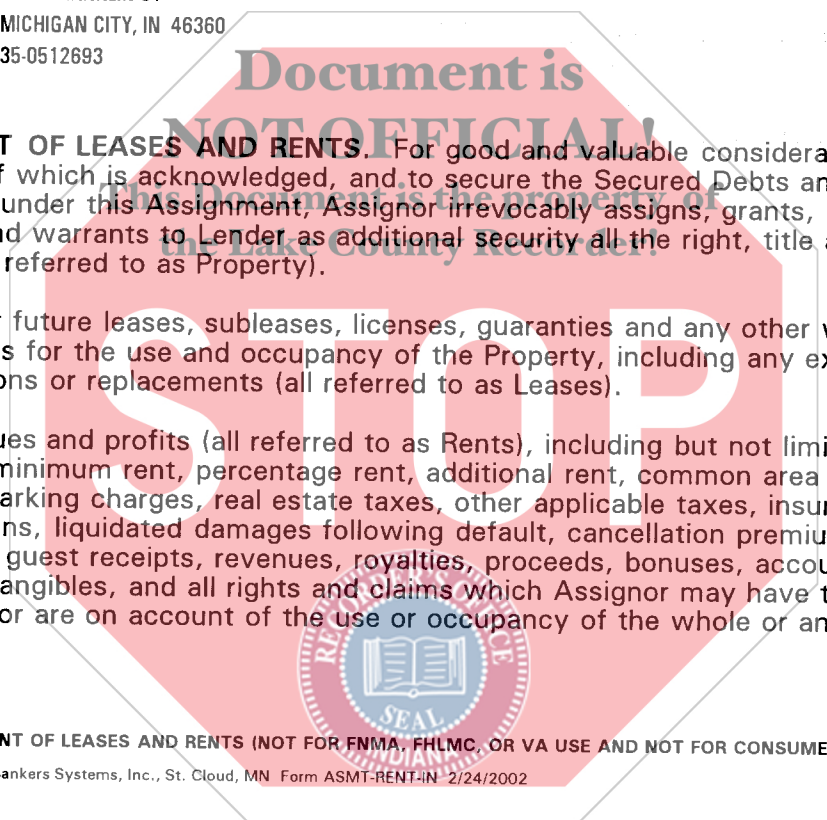 MICHIGAN CITY, IN 46360
35-0512693
Document is
NOT OFFICIAL!
This Document is the property of
the Lake County Recorder!
T OF LEASES AND RENTS. For good and valuable considera
f which is acknowledged, and to secure the Secured Debts an
under this Assignment, Assignor irrevocably assigns, grants,
nd warrants to Lender as additional security all the right, title a
referred to as Property).
r future leases, subleases, licenses, guaranties and any other v
s for the use and occupancy of the Property, including any ex
ons or replacements (all referred to as Leases).
STOP
ues and profits (all referred to as Rents), including but not limi
minimum rent, percentage rent, additional rent, common area
arking charges, real estate taxes, other applicable taxes, insur
ns, liquidated damages following default, cancellation premiu
guest receipts, revenues, royalties, proceeds, bonuses, accou
angibles, and all rights and claims which Assignor may have t
or are on account of the use or occupancy of the whole or an
RECORDER'S OFFICE
SEAL
INDIANA
NT OF LEASES AND RENTS (NOT FOR FNMA, FHLMC, OR VA USE AND NOT FOR CONSUME
ankers Systems, Inc., St. Cloud, MN Form ASMT-RENT-IN 2/24/2002